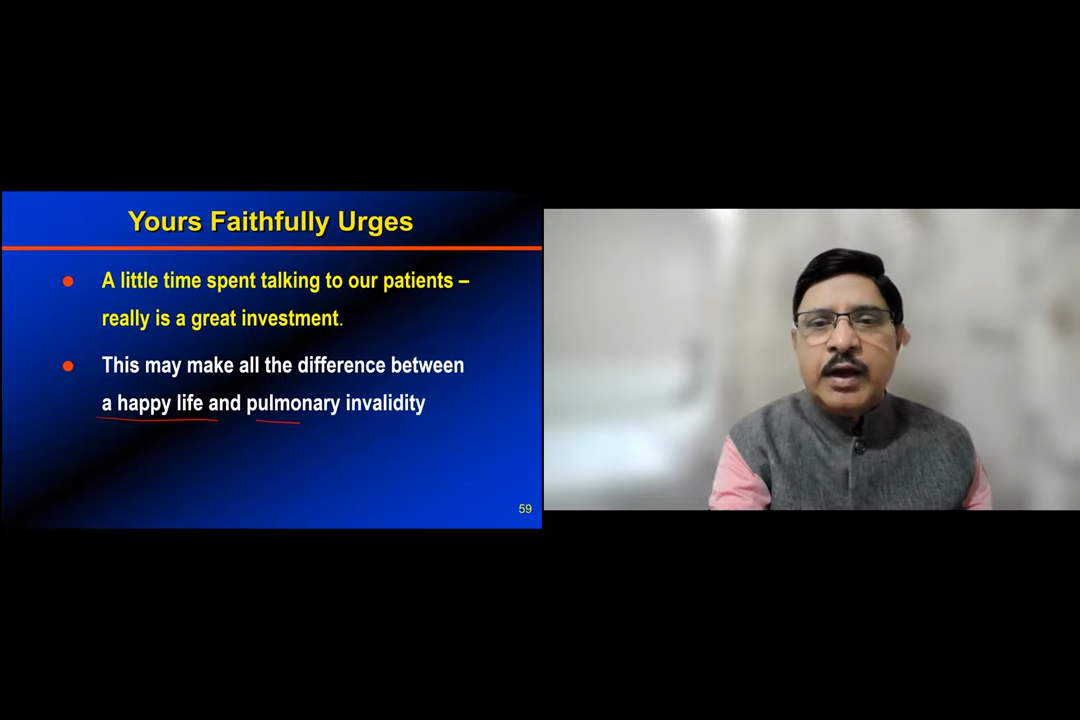 Yours Faithfully Urges
A little time spent talking to our patients –
really is a great investment.
This may make all the difference between
a happy life and pulmonary invalidity
59